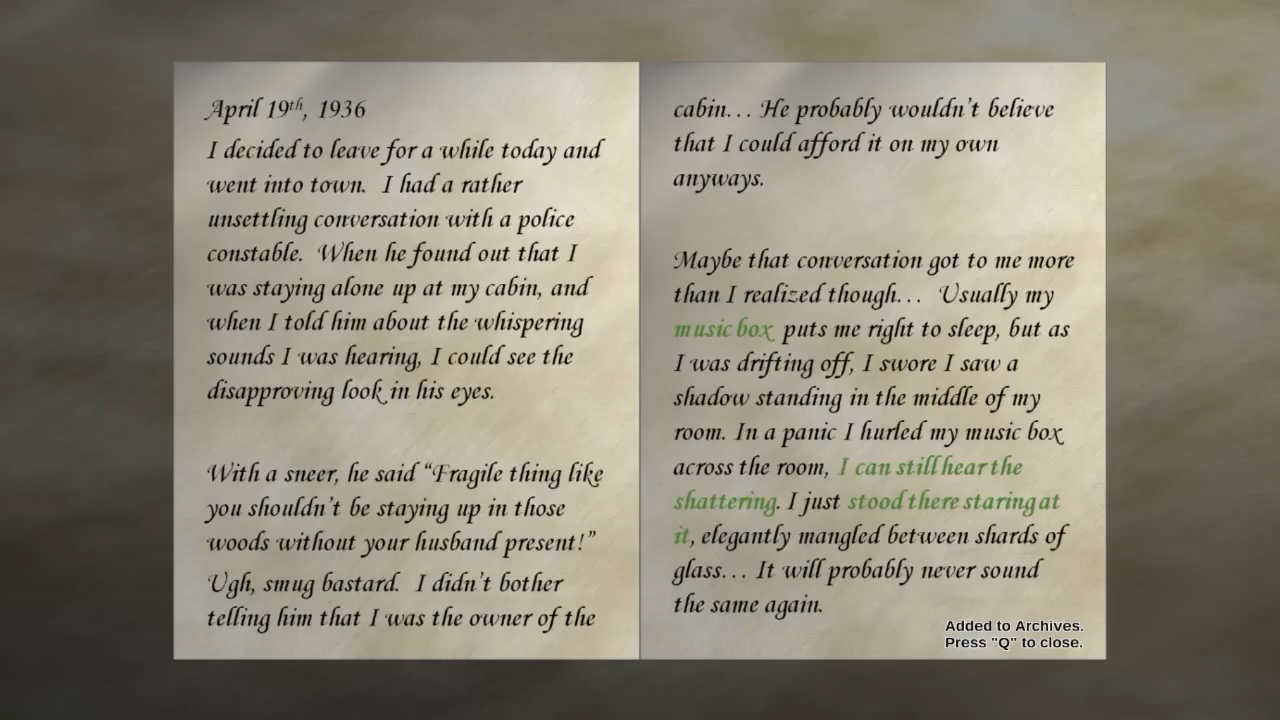 April 19th, 1936
I decided to leave for a while today and
went into town. I had a rather
unsettling conversation with a police
constable. When he found out that I
was staying alone up at my cabin, and
when I told him about the whispering
sounds I was hearing, I could see the
disapproving look in his eyes.
With a sneer, he said “Fragile thing like
you shouldn’t be staying up in those
woods without your husband present!”
Ugh, smug bastard. I didn’t bother
telling him that I was the owner of the
cabin... He probably wouldn’t believe
that I could afford it on my own
anyways.
Maybe that conversation got to me more
than I realized though... Usually my
music box puts me right to sleep, but as
I was drifting off, I swore I saw a
shadow standing in the middle of my
room. In a panic I hurled my music box
across the room, I can still hear the
shattering. I just stood there staring at
it, elegantly mangled between shards of
glass... It will probably never sound
the same again.
Added to Archives.
Press "Q" to close.